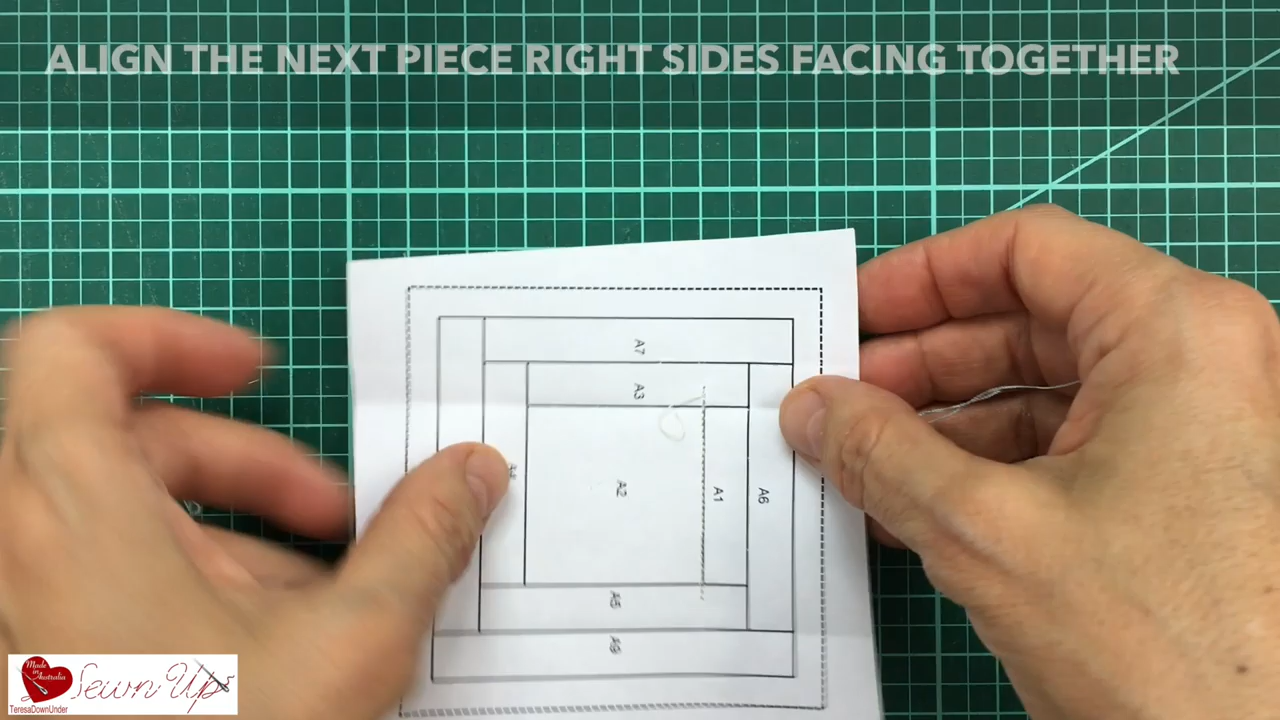 ALIGN THE NEXT PIECE RIGHT SIDES FACING TOGETHER
A7
A3
A2
A1
A6
A5
A9
Made
in
Australia
Sewn Up
TeresaDownUnder